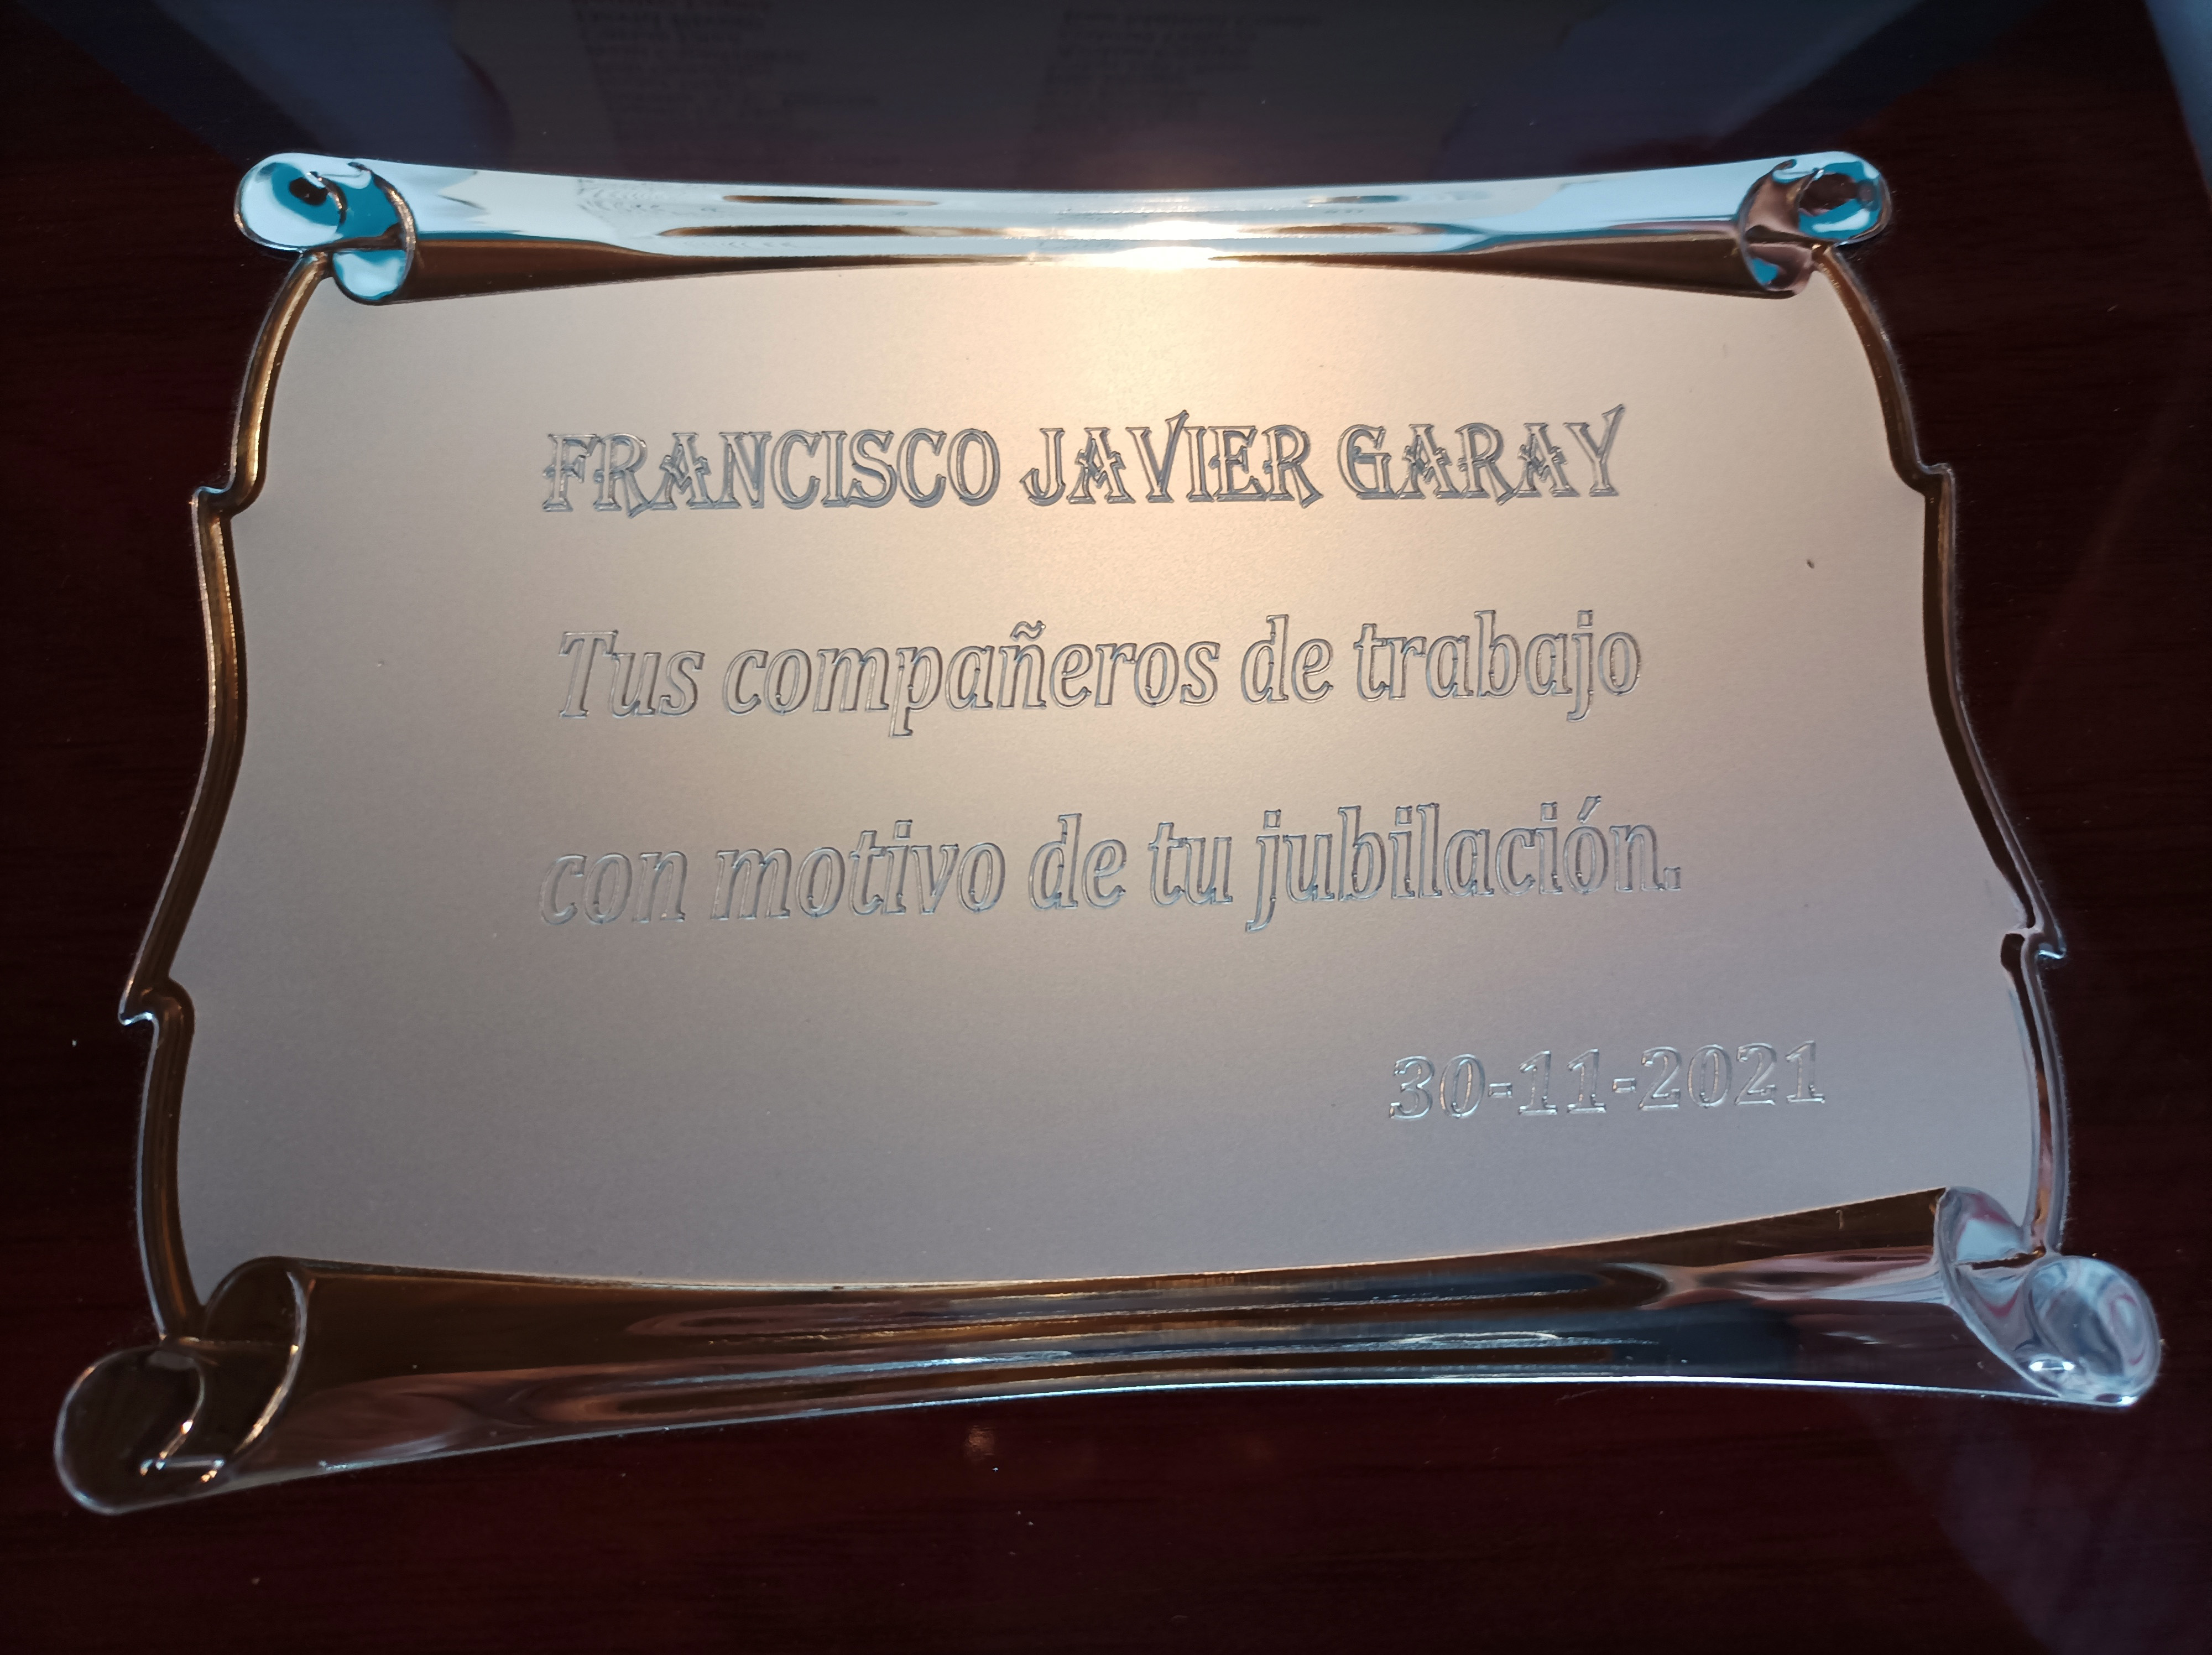 FRANCISCO JAVIER GARAY
Tus compañeros de trabajo
con motivo de tu jubilación.
30-11-2021